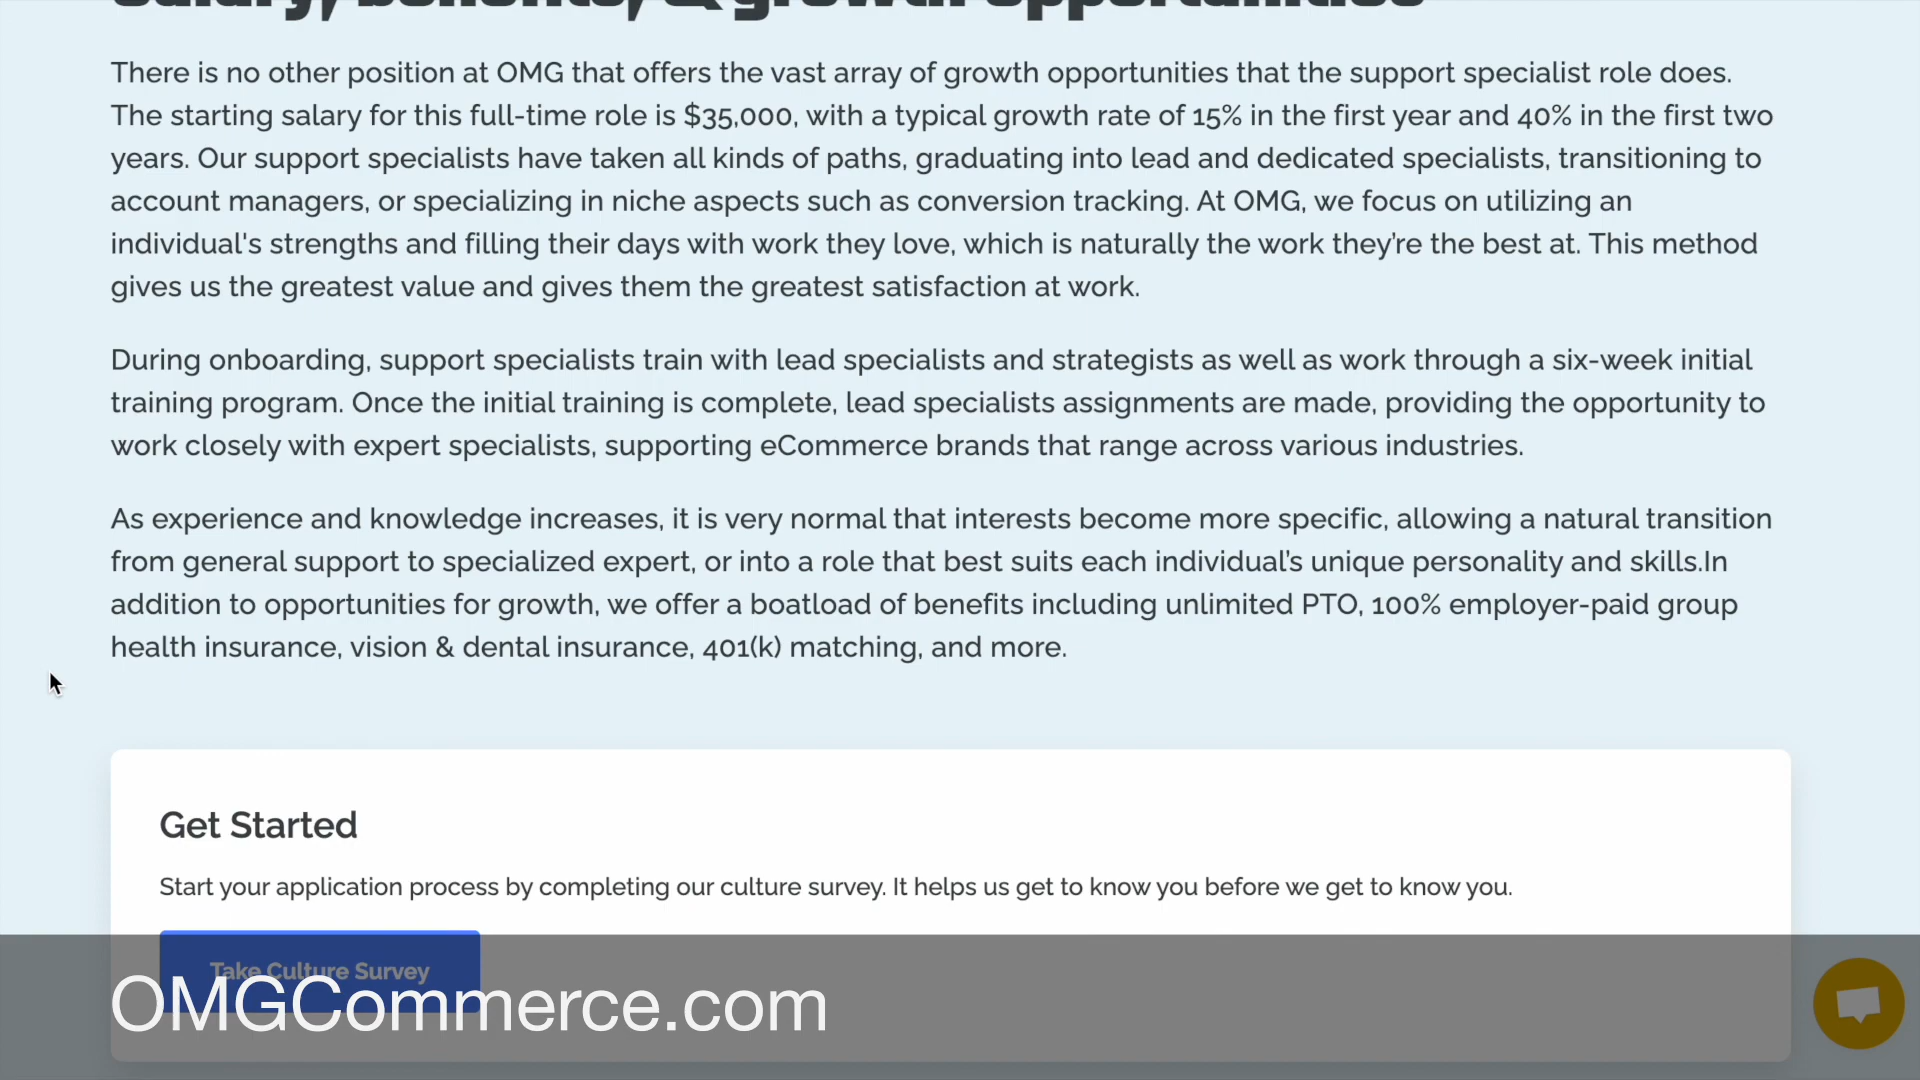 Salary, benefits, & growth opportunities
There is no other position at OMG that offers the vast array of growth opportunities that the support specialist role does.
The starting salary for this full-time role is $35,000, with a typical growth rate of 15% in the first year and 40% in the first two
years. Our support specialists have taken all kinds of paths, graduating into lead and dedicated specialists, transitioning to
account managers, or specializing in niche aspects such as conversion tracking. At OMG, we focus on utilizing an
individual's strengths and filling their days with work they love, which is naturally the work they’re the best at. This method
gives us the greatest value and gives them the greatest satisfaction at work.
During onboarding, support specialists train with lead specialists and strategists as well as work through a six-week initial
training program. Once the initial training is complete, lead specialists assignments are made, providing the opportunity to
work closely with expert specialists, supporting eCommerce brands that range across various industries.
As experience and knowledge increases, it is very normal that interests become more specific, allowing a natural transition
from general support to specialized expert, or into a role that best suits each individual’s unique personality and skills.In
addition to opportunities for growth, we offer a boatload of benefits including unlimited PTO, 100% employer-paid group
health insurance, vision & dental insurance, 401(k) matching, and more.
Get Started
Start your application process by completing our culture survey. It helps us get to know you before we get to know you.
Take Culture Survey
OMGCommerce.com